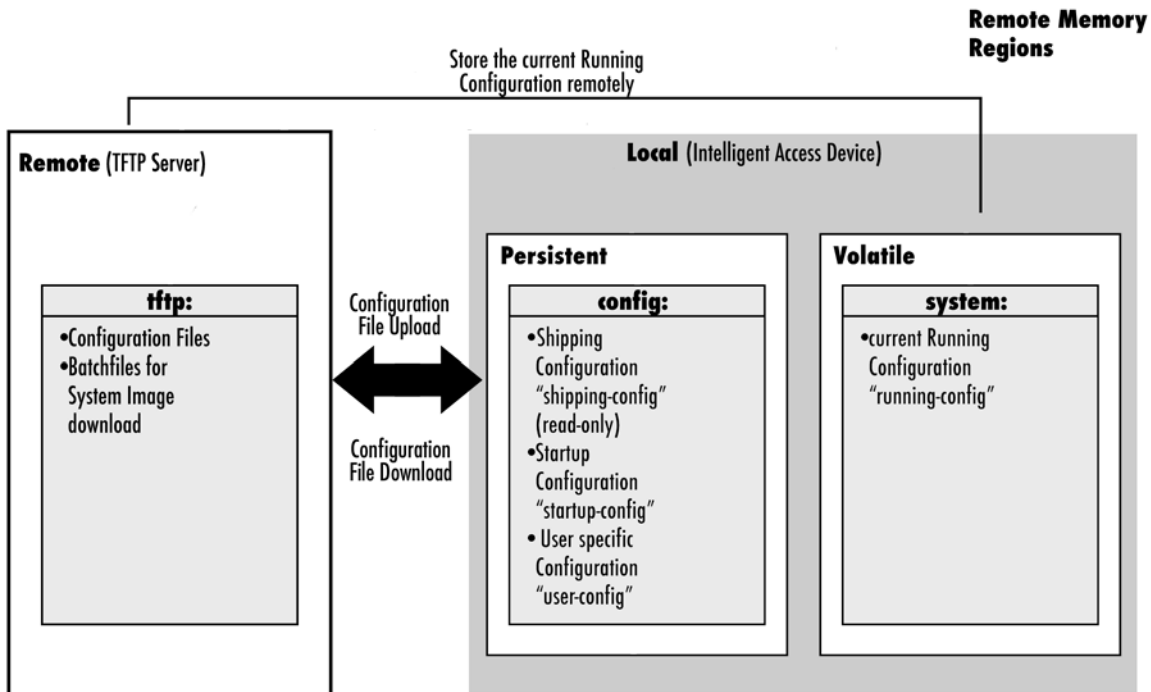 Remote Memory
Regions
Store the current Running
Configuration remotely
Remote (TFTP Server)
Local (Intelligent Access Device)
tftp:
•Configuration Files
•Batchfiles for
System Image
download
Configuration
File Upload
Configuration
File Download
Persistent
config:
•Shipping
Configuration
“shipping-config”
(read-only)
•Startup
Configuration
“startup-config”
• User specific
Configuration
“user-config”
Volatile
system:
•current Running
Configuration
“running-config”